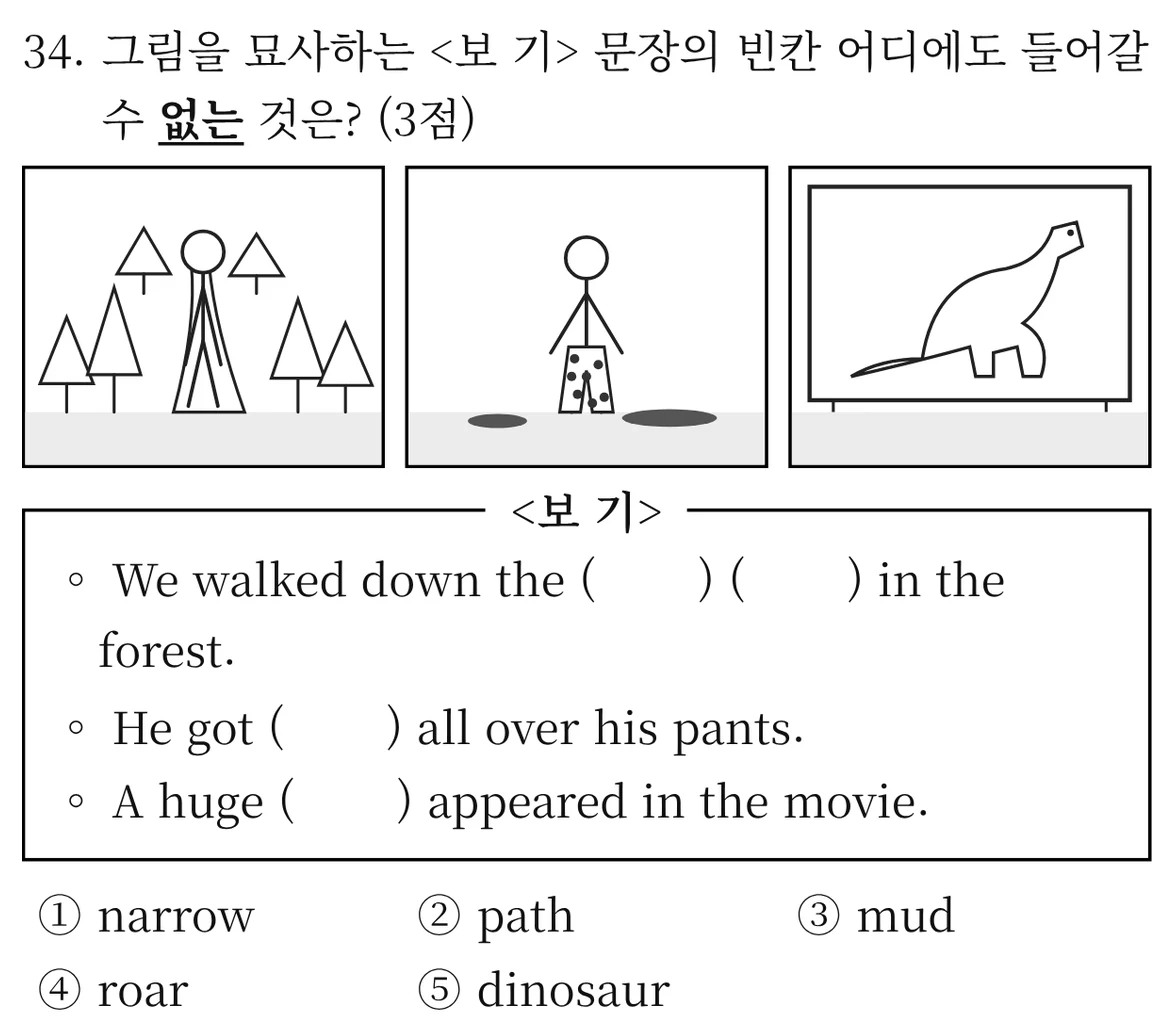 34. 그림을 묘사하는 <보 기> 문장의 빈칸 어디에도 들어갈
수 없는 것은? (3점)
<보 기>
◦ We walked down the (      ) (      ) in the
forest.
◦ He got (      ) all over his pants.
◦ A huge (      ) appeared in the movie.
① narrow ② path ③ mud
④ roar ⑤ dinosaur